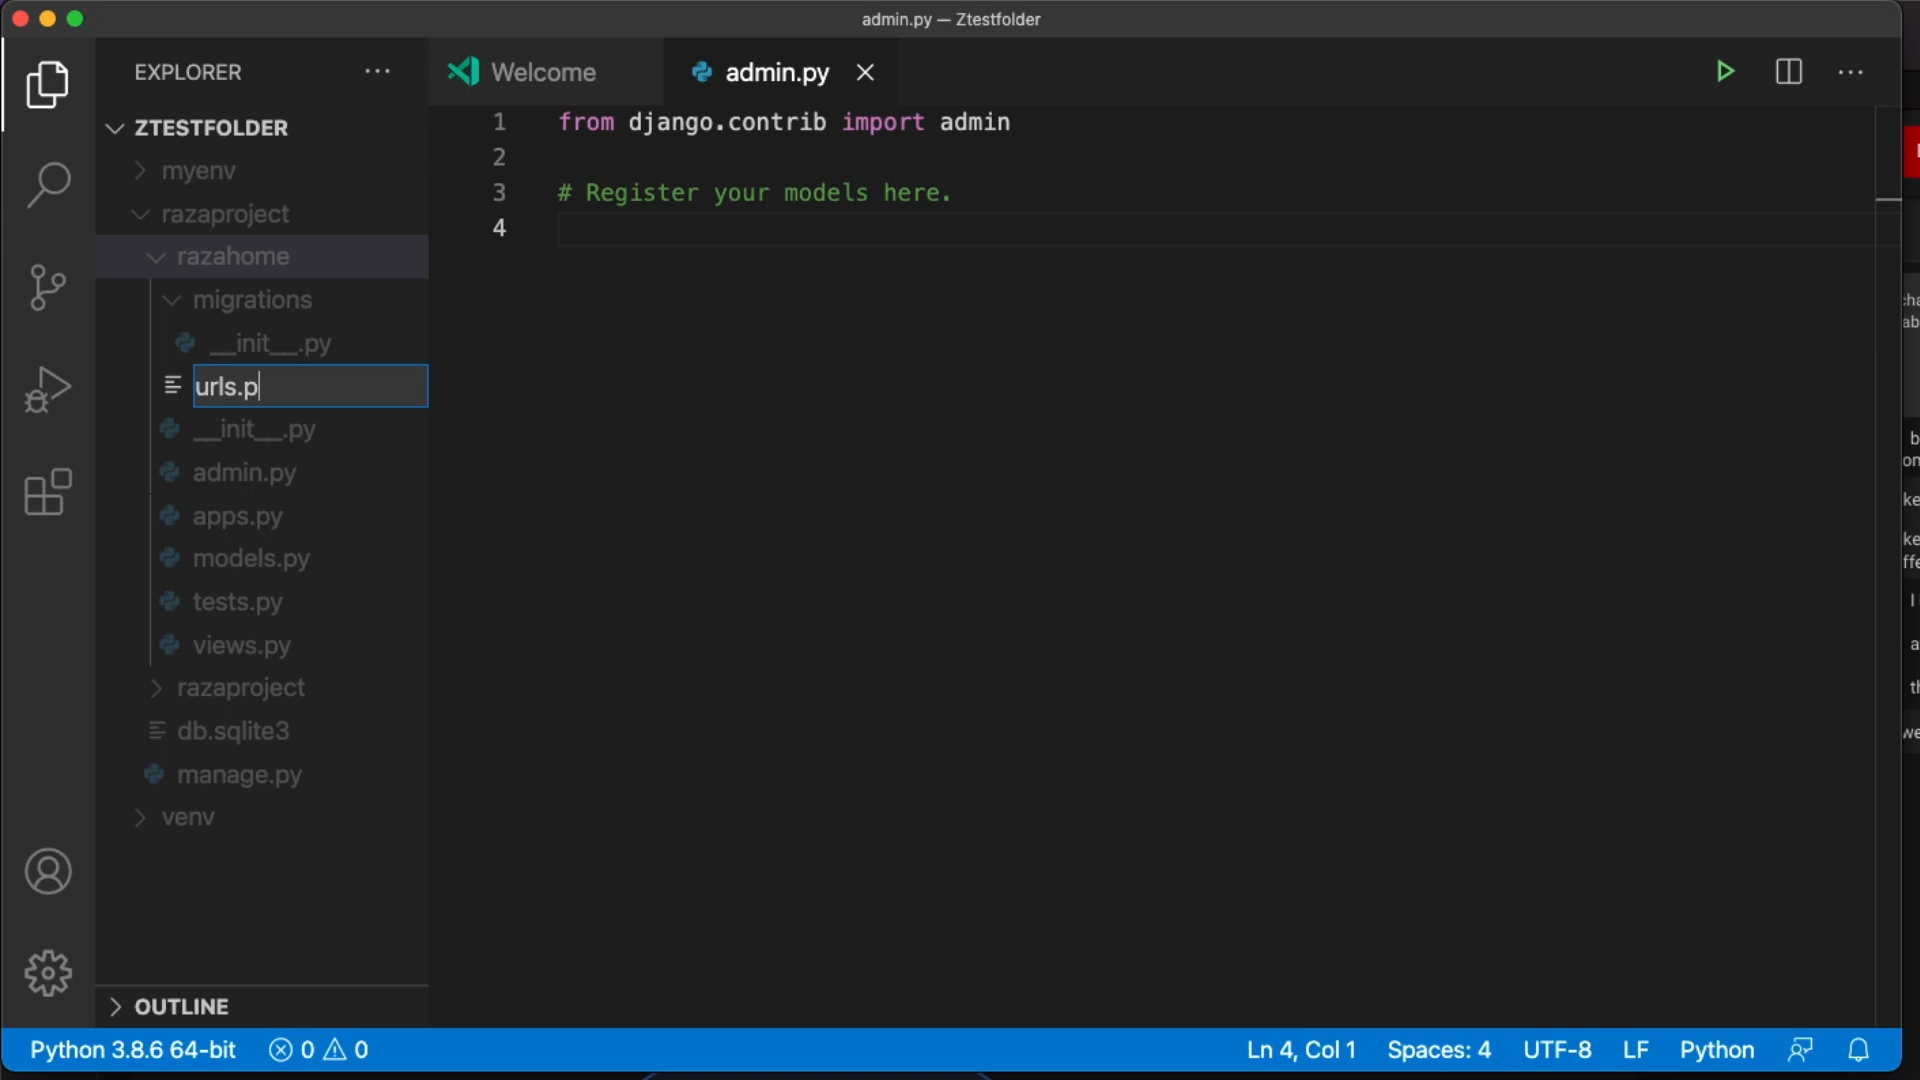 admin.py — Ztestfolder
EXPLORER
Welcome
admin.py
ZTESTFOLDER
myenv
razaproject
razahome
migrations
__init__.py
urls.p
__init__.py
admin.py
apps.py
models.py
tests.py
views.py
razaproject
db.sqlite3
manage.py
venv
OUTLINE
1 from django.contrib import admin
2
3 # Register your models here.
4
Python 3.8.6 64-bit 0 0 Ln 4, Col 1 Spaces: 4 UTF-8 LF Python